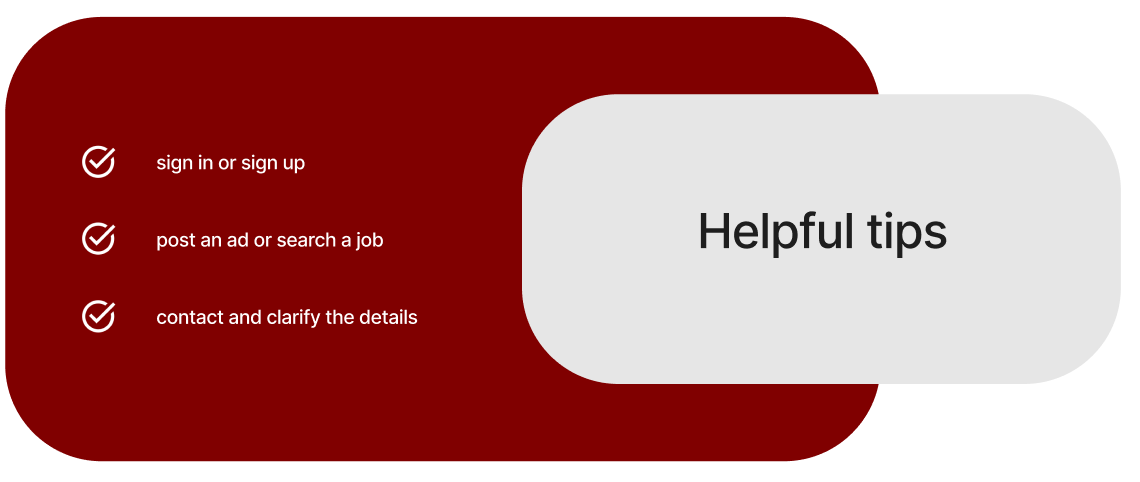 sign in or sign up
post an ad or search a job
contact and clarify the details
Helpful tips